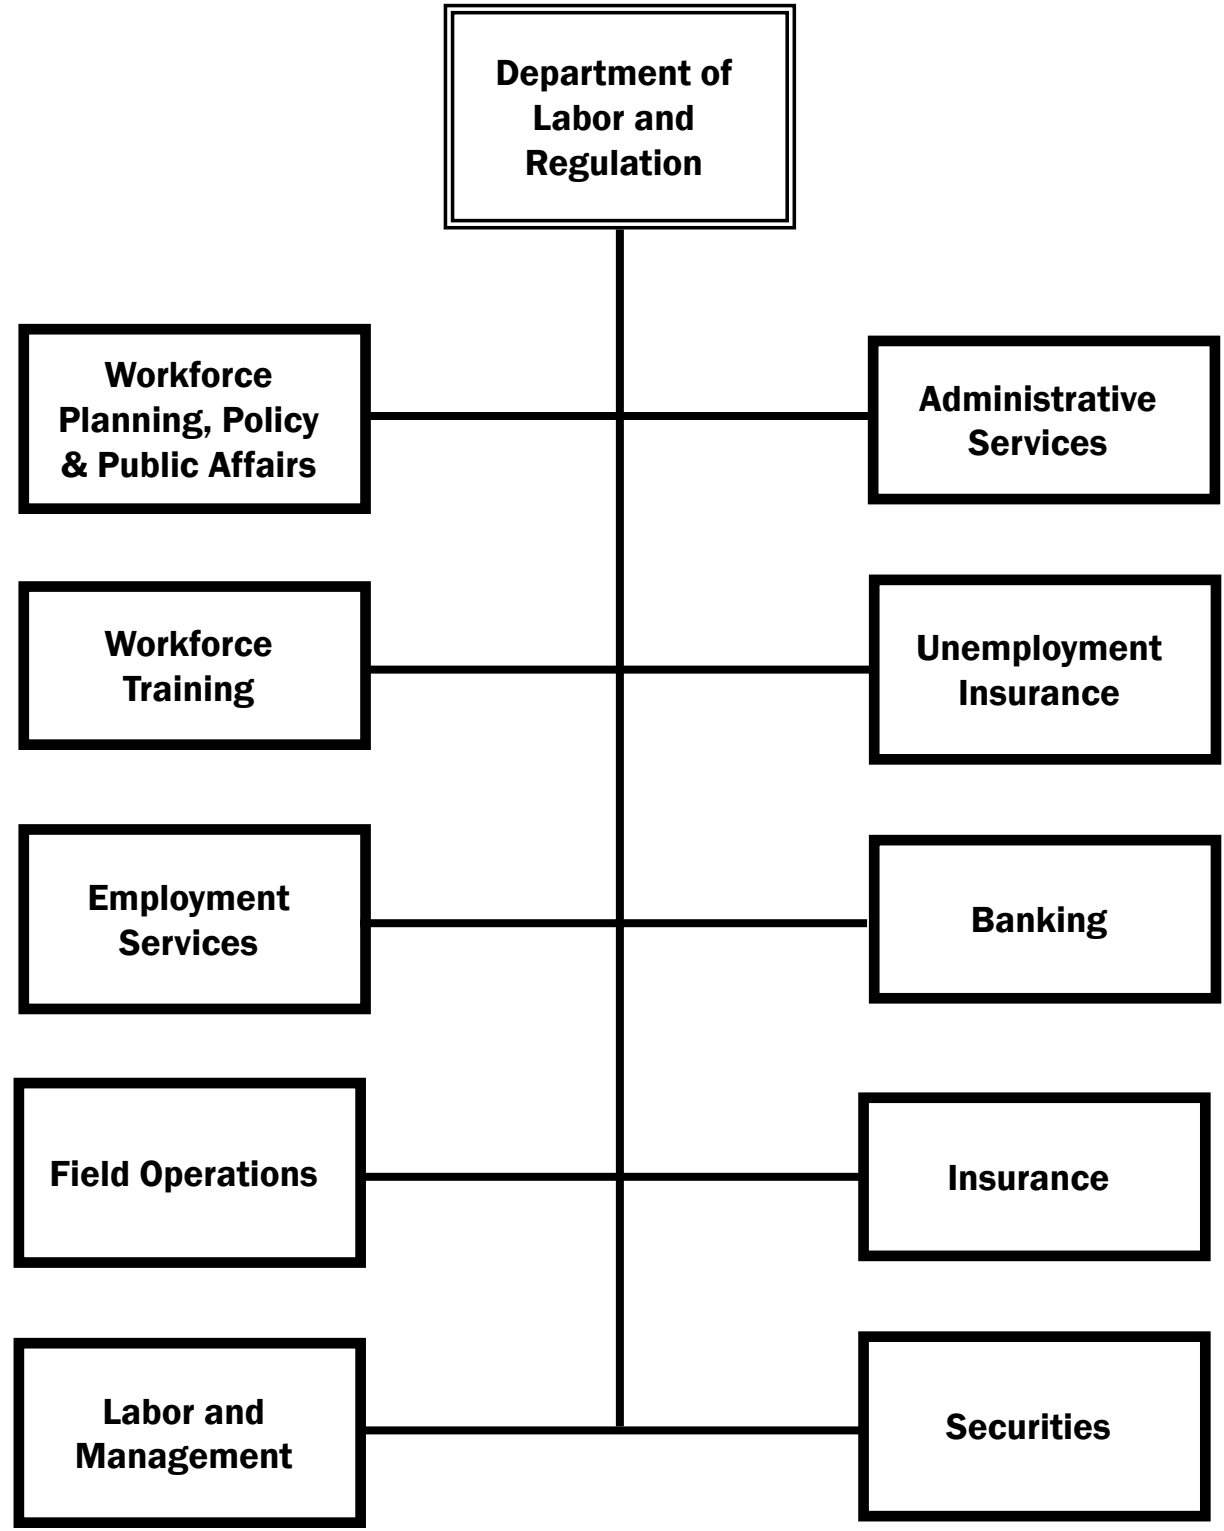 Department of
Labor and
Regulation
Workforce
Planning, Policy
& Public Affairs
Administrative
Services
Workforce
Training
Unemployment
Insurance
Employment
Services
Banking
Field Operations
Insurance
Labor and
Management
Securities